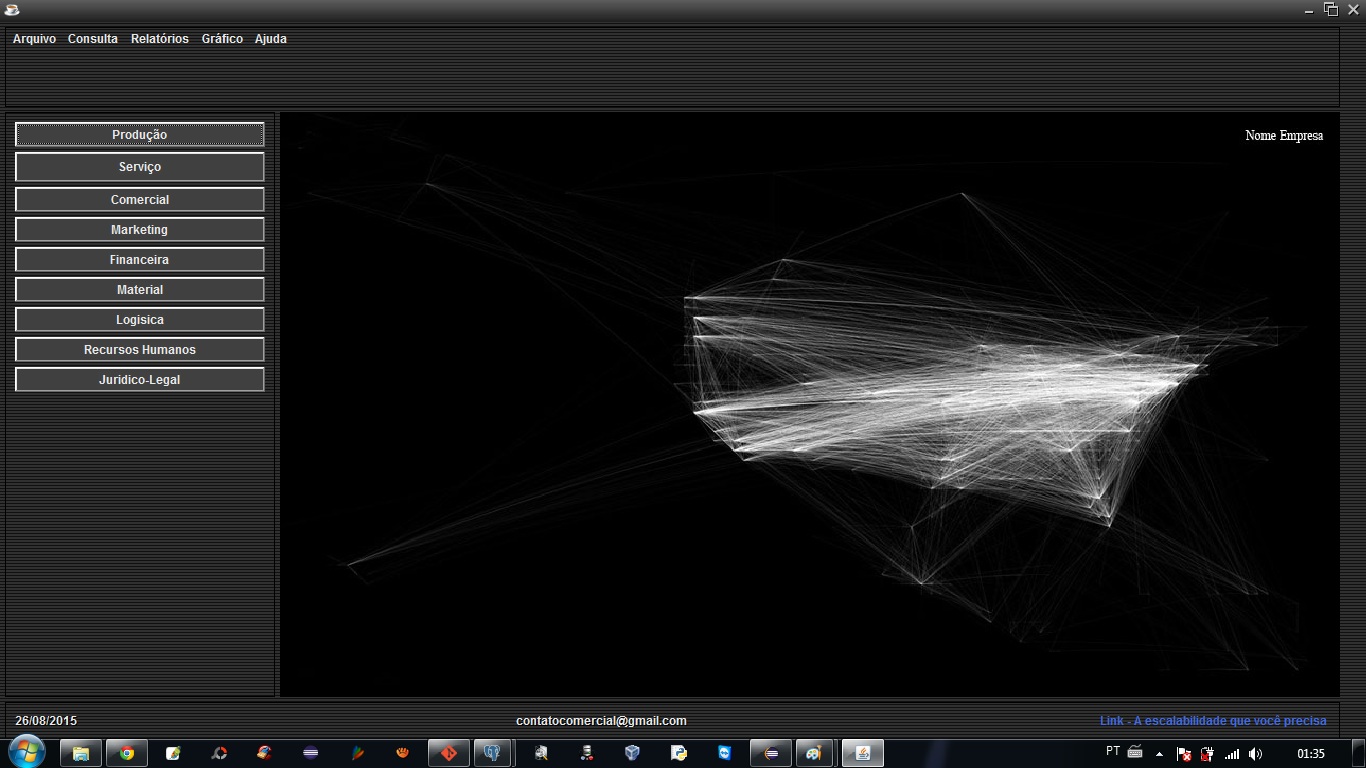 Arquivo Consulta Relatórios Gráfico Ajuda
Nome Empresa
Produção
Serviço
Comercial
Marketing
Financeira
Material
Logisica
Recursos Humanos
Juridico-Legal
26/08/2015 contatocomercial@gmail.com Link - A escalabilidade que você precisa
PT 01:35